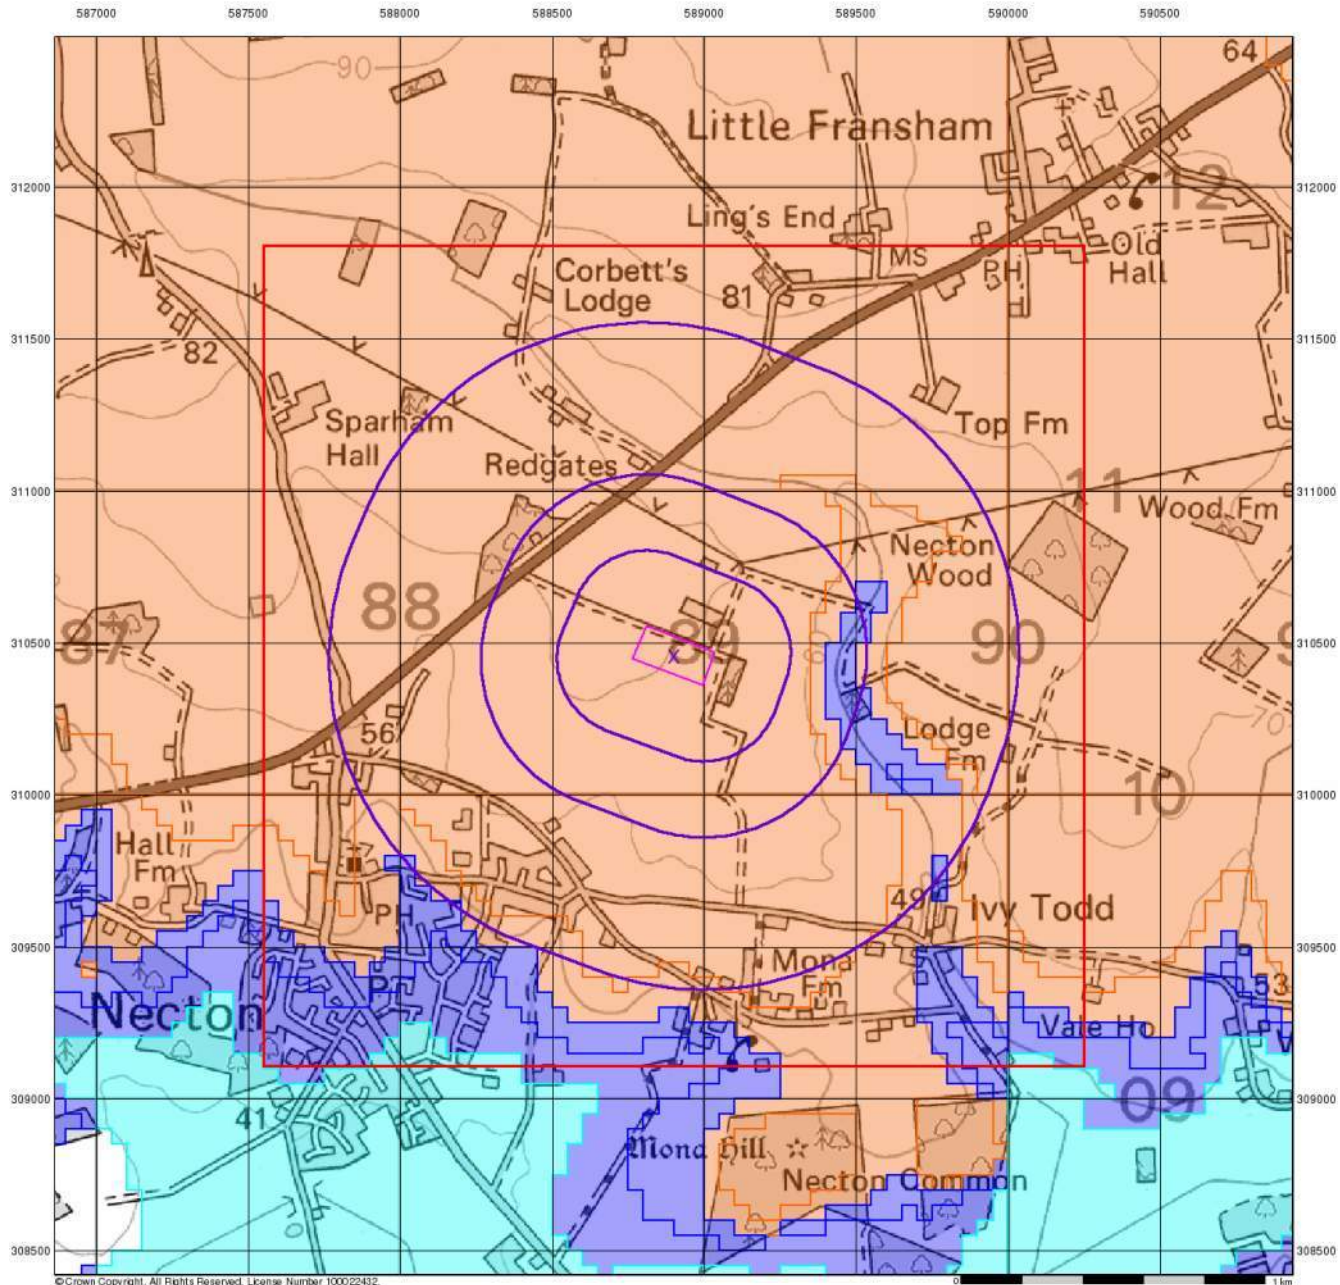 587000 587500 588000 588500 589000 589500 590000 590500
64
90
Little Fransham
312000 312000
12
Ling's End
MS
PH
Old
Hall
Corbett's
Lodge
81
311500 311500
82
Sparham
Hall
Top Fm
Redgates
311000 311000
11
Wood Fm
Necton
Wood
88
87 89 90
310500 310500
70
56
Lodge
Fm
10
310000 310000
Hall
Fm
PH
49
Ivy Todd
309500 309500
Mona
Fm
53
Necton
Vale Ho
09
309000 309000
41
Mona Hill
Necton Common
308500 308500
© Crown Copyright. All Rights Reserved. License Number 100022432.
0 1 km